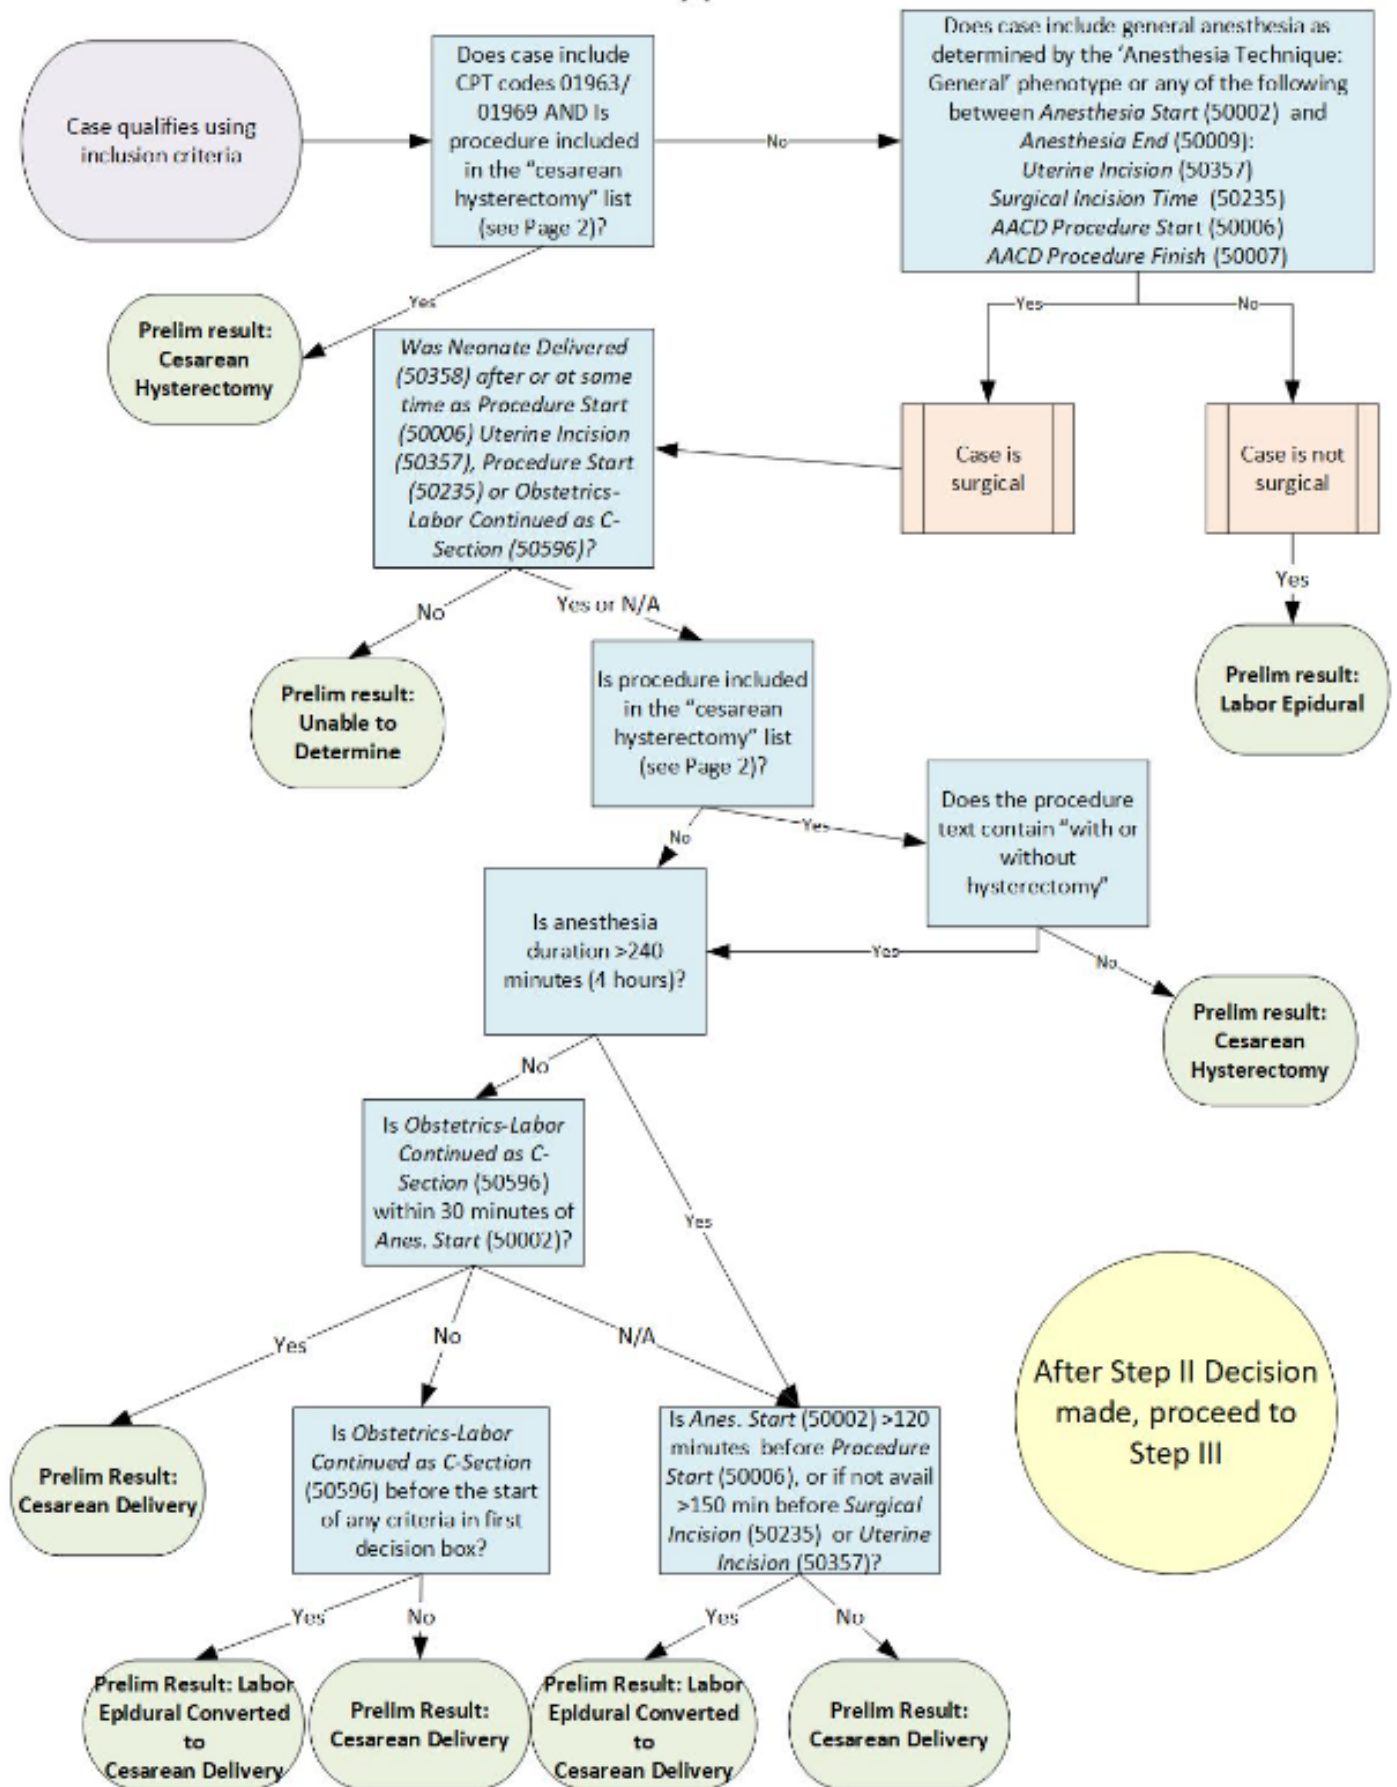 Case qualifies using
inclusion criteria
Does case include
CPT codes 01963/
01969 AND Is
procedure included
in the "cesarean
hysterectomy" list
(see Page 2)?
No
Does case include general anesthesia as
determined by the 'Anesthesia Technique:
General' phenotype or any of the following
between Anesthesia Start (50002) and
Anesthesia End (50009):
Uterine Incision (50357)
Surgical Incision Time (50235)
AACD Procedure Start (50006)
AACD Procedure Finish (50007)
Yes
Prelim result:
Cesarean
Hysterectomy
Yes
No
Was Neonate Delivered
(50358) after or at same
time as Procedure Start
(50006) Uterine Incision
(50357), Procedure Start
(50235) or Obstetrics-
Labor Continued as C-
Section (50596)?
Case is
surgical
Case is not
surgical
Yes
Prelim result:
Labor Epidural
No
Yes or N/A
Prelim result:
Unable to
Determine
Is procedure included
in the "cesarean
hysterectomy" list
(see Page 2)?
No
Yes
Does the procedure
text contain "with or
without
hysterectomy"
Is anesthesia
duration >240
minutes (4 hours)?
Yes
No
Prelim result:
Cesarean
Hysterectomy
No
Yes
Is Obstetrics-Labor
Continued as C-
Section (50596)
within 30 minutes of
Anes. Start (50002)?
Yes
No
N/A
Prelim Result:
Cesarean Delivery
Is Obstetrics-Labor
Continued as C-Section
(50596) before the start
of any criteria in first
decision box?
Is Anes. Start (50002) >120
minutes before Procedure
Start (50006), or if not avail
>150 min before Surgical
Incision (50235) or Uterine
Incision (50357)?
After Step II Decision
made, proceed to
Step III
Yes
No
Yes
No
Prelim Result: Labor
Epidural Converted
to
Cesarean Delivery
Prelim Result:
Cesarean Delivery
Prelim Result: Labor
Epidural Converted
to
Cesarean Delivery
Prelim Result:
Cesarean Delivery